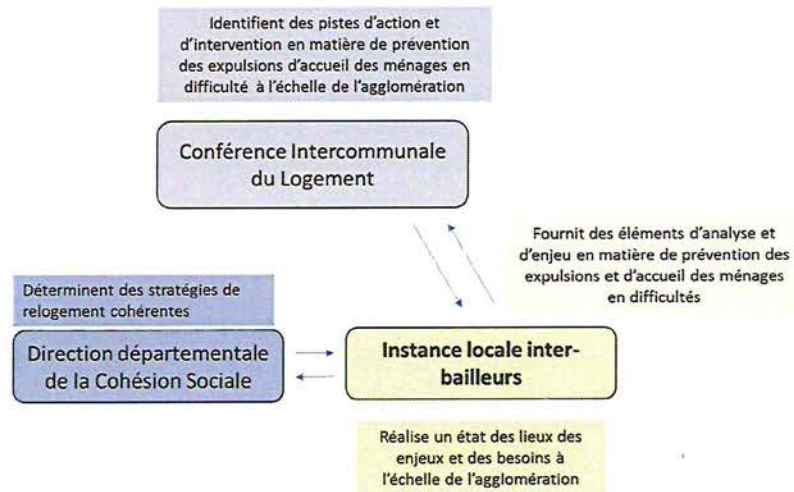 Identifient des pistes d'action et
d'intervention en matière de prévention
des expulsions d'accueil des ménages en
difficulté à l'échelle de l'agglomération
Conférence Intercommunale
du Logement
Fournit des éléments d'analyse et
d'enjeu en matière de prévention des
expulsions et d'accueil des ménages
en difficultés
Déterminent des stratégies de
relogement cohérentes
Direction départementale
de la Cohésion Sociale
Instance locale inter-
bailleurs
Réalise un état des lieux des
enjeux et des besoins à
l'échelle de l'agglomération